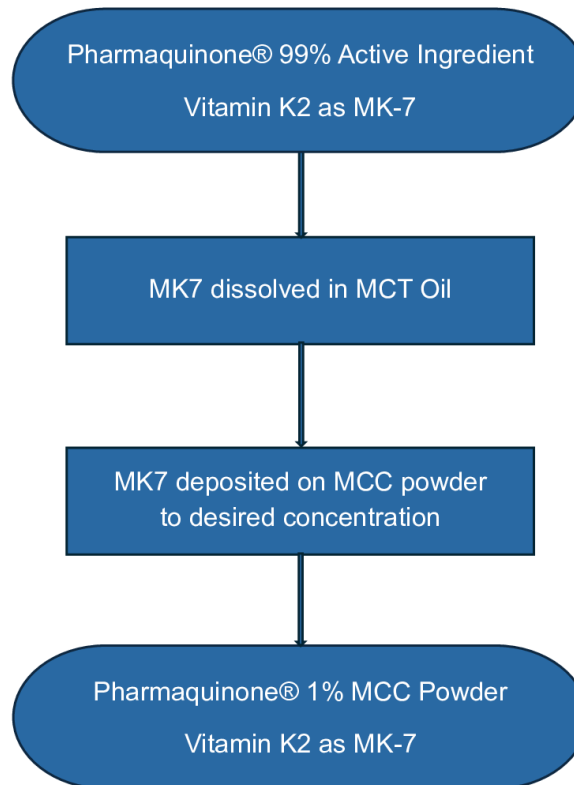 Pharmaquinone® 99% Active Ingredient
Vitamin K2 as MK-7
MK7 dissolved in MCT Oil
MK7 deposited on MCC powder
to desired concentration
Pharmaquinone® 1% MCC Powder
Vitamin K2 as MK-7